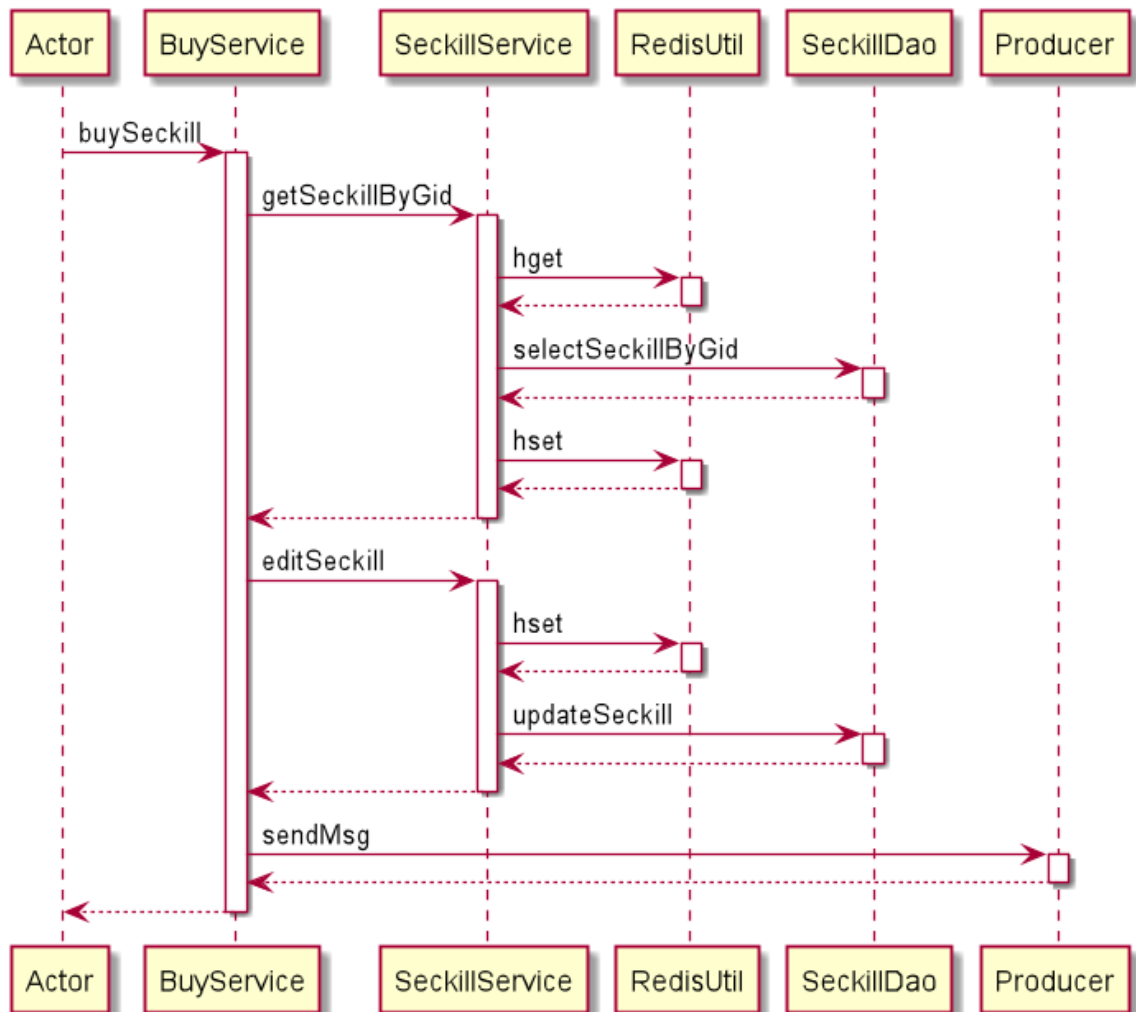 Actor BuyService SeckillService RedisUtil SeckillDao Producer
buySeckill
getSeckillByGid
hget
selectSeckillByGid
hset
editSeckill
hset
updateSeckill
sendMsg
Actor BuyService SeckillService RedisUtil SeckillDao Producer